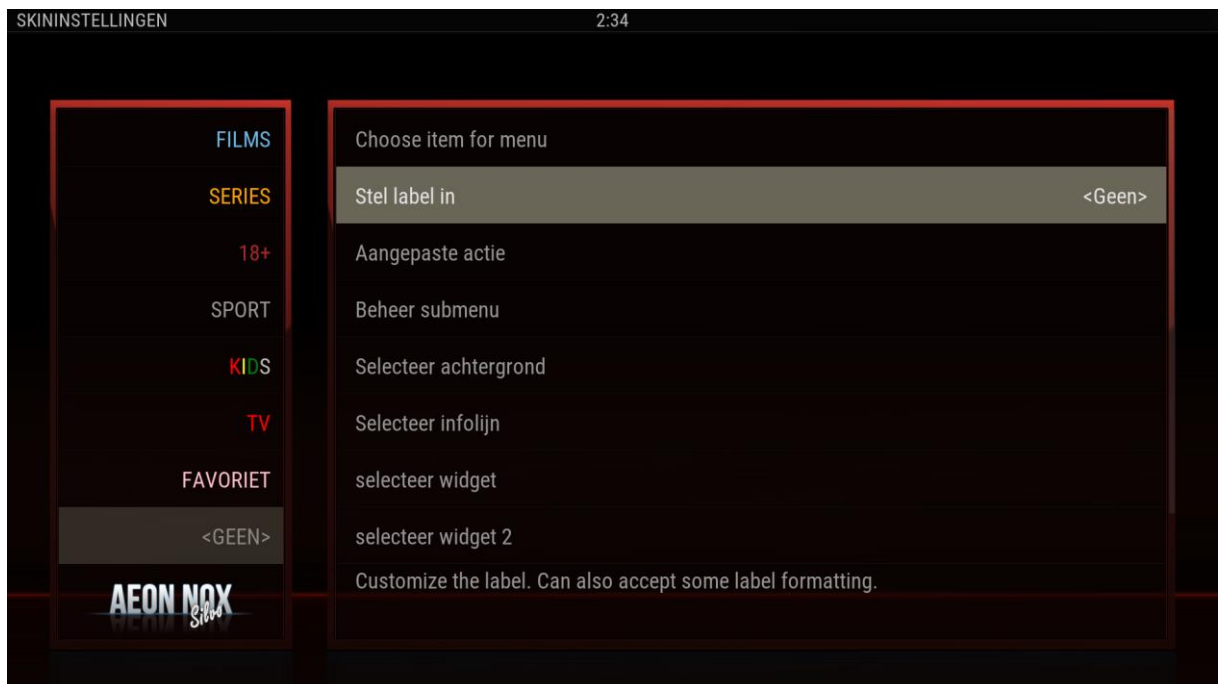 SKININSTELLINGEN
2:34
FILMS
SERIES
18+
SPORT
KIDS
TV
FAVORIET
<GEEN>
AEON NOX
Silvo
Choose item for menu
Stel label in <Geen>
Aangepaste actie
Beheer submenu
Selecteer achtergrond
Selecteer infolijn
selecteer widget
selecteer widget 2
Customize the label. Can also accept some label formatting.